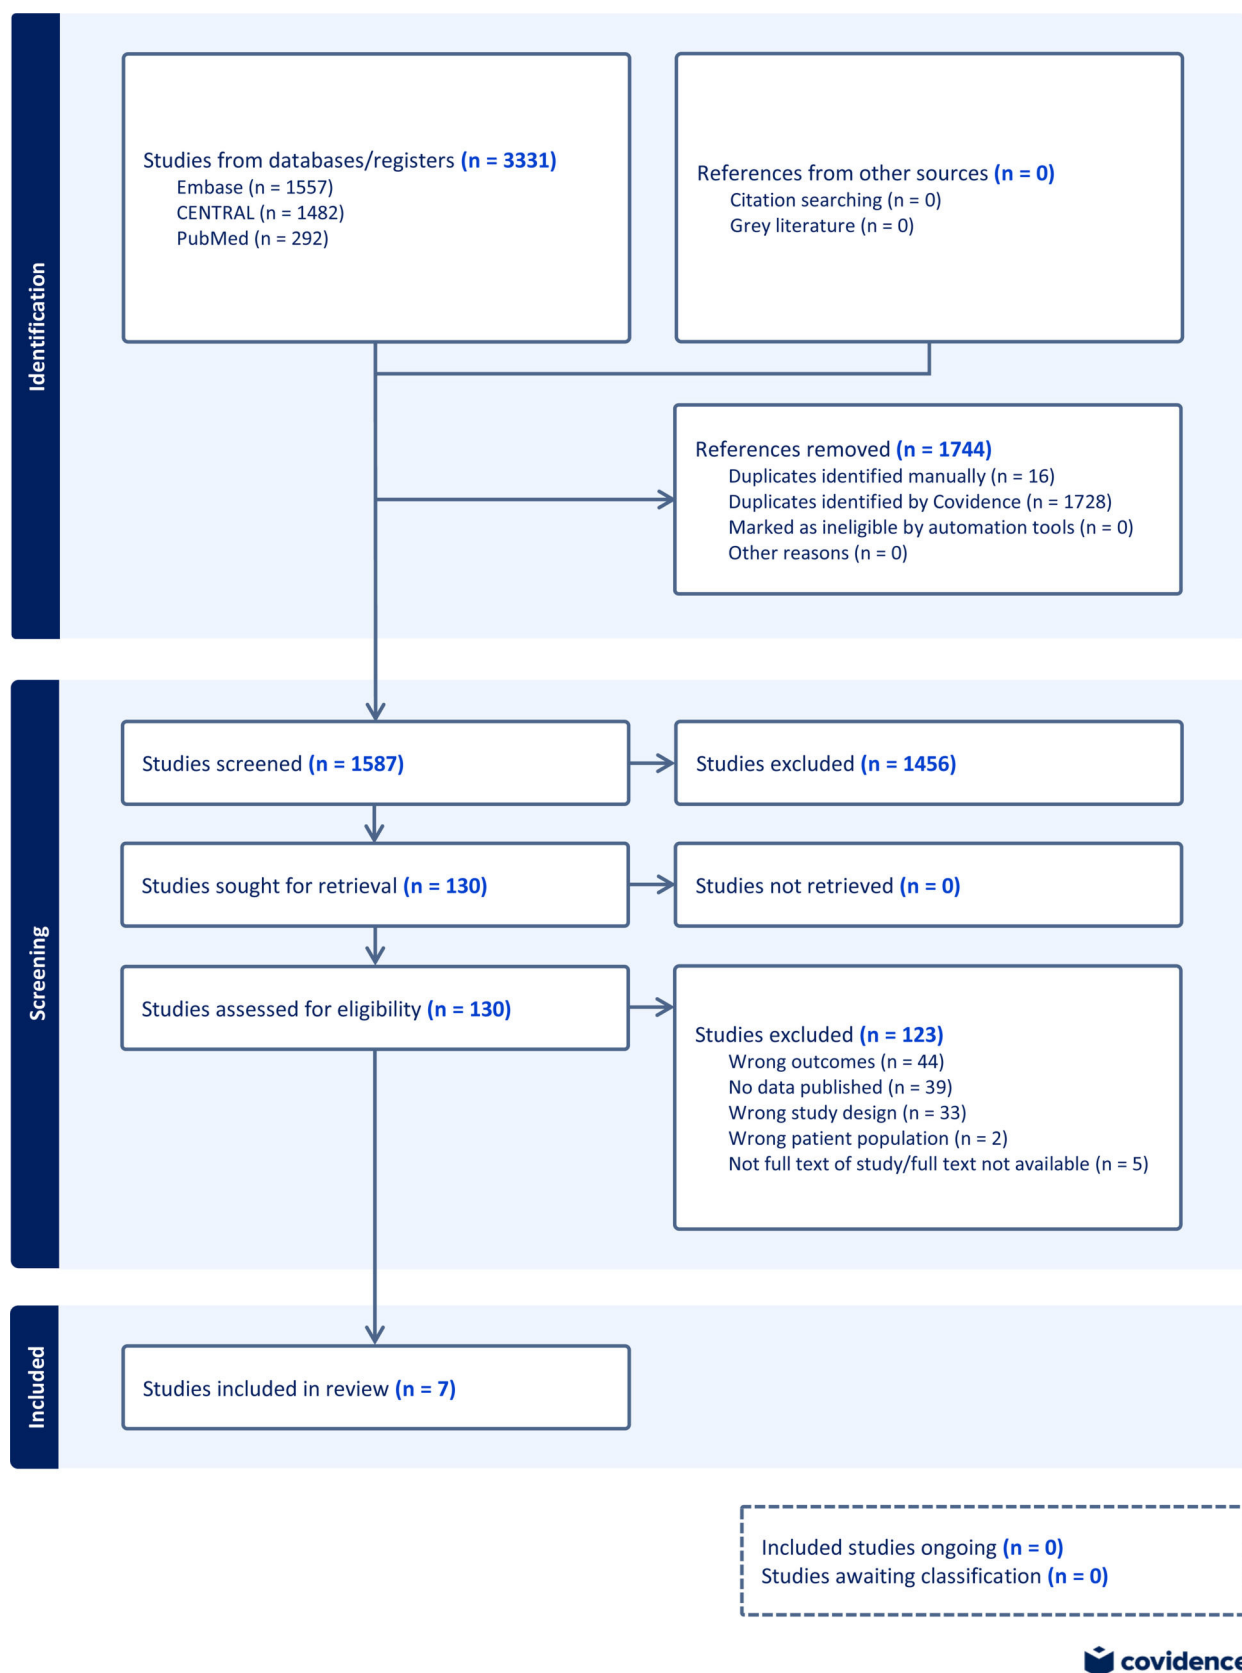 Identification
Studies from databases/registers (n = 3331)
Embase (n = 1557)
CENTRAL (n = 1482)
PubMed (n = 292)
References from other sources (n = 0)
Citation searching (n = 0)
Grey literature (n = 0)
References removed (n = 1744)
Duplicates identified manually (n = 16)
Duplicates identified by Covidence (n = 1728)
Marked as ineligible by automation tools (n = 0)
Other reasons (n = 0)
Screening
Studies screened (n = 1587)
Studies excluded (n = 1456)
Studies sought for retrieval (n = 130)
Studies not retrieved (n = 0)
Studies assessed for eligibility (n = 130)
Studies excluded (n = 123)
Wrong outcomes (n = 44)
No data published (n = 39)
Wrong study design (n = 33)
Wrong patient population (n = 2)
Not full text of study/full text not available (n = 5)
Included
Studies included in review (n = 7)
Included studies ongoing (n = 0)
Studies awaiting classification (n = 0)
covidence